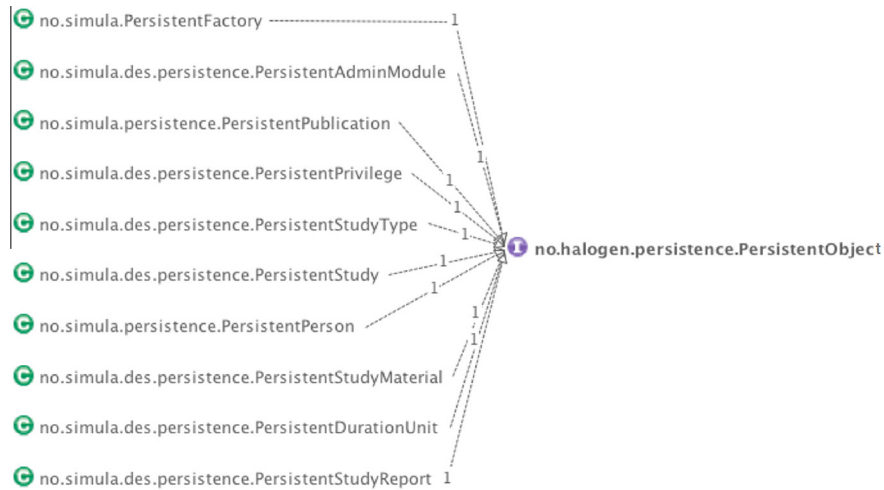 C no.simula.PersistentFactory 1
C no.simula.des.persistence.PersistentAdminModule 1
C no.simula.persistence.PersistentPublication 1
C no.simula.des.persistence.PersistentPrivilege 1
C no.simula.des.persistence.PersistentStudyType 1
I no.halogen.persistence.PersistentObject
C no.simula.des.persistence.PersistentStudy 1
C no.simula.persistence.PersistentPerson 1
C no.simula.des.persistence.PersistentStudyMaterial 1
C no.simula.des.persistence.PersistentDurationUnit 1
C no.simula.des.persistence.PersistentStudyReport 1